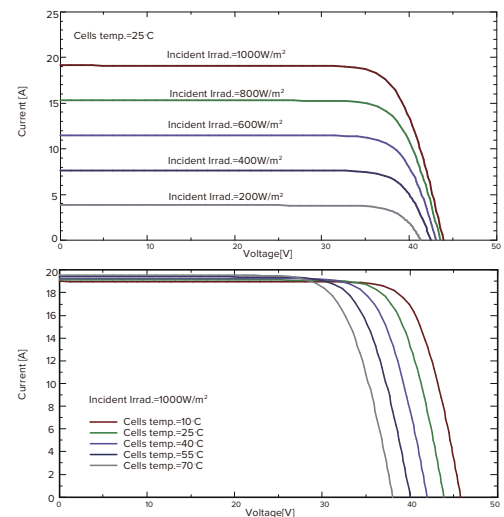 25
Cells temp.=25·C
Incident Irrad.=1000W/m²
20
Incident Irrad.=800W/m²
15
Incident Irrad.=600W/m²
10
Incident Irrad.=400W/m²
5
Incident Irrad.=200W/m²
0
Current [A]
0 10 20 30 40 50
Voltage[V]
20
18
16
14
12
10
8
6
4
2
0
Current [A]
Incident Irrad.=1000W/m²
Cells temp.=10·C
Cells temp.=25·C
Cells temp.=40·C
Cells temp.=55·C
Cells temp.=70·C
0 10 20 30 40 50
Voltage[V]